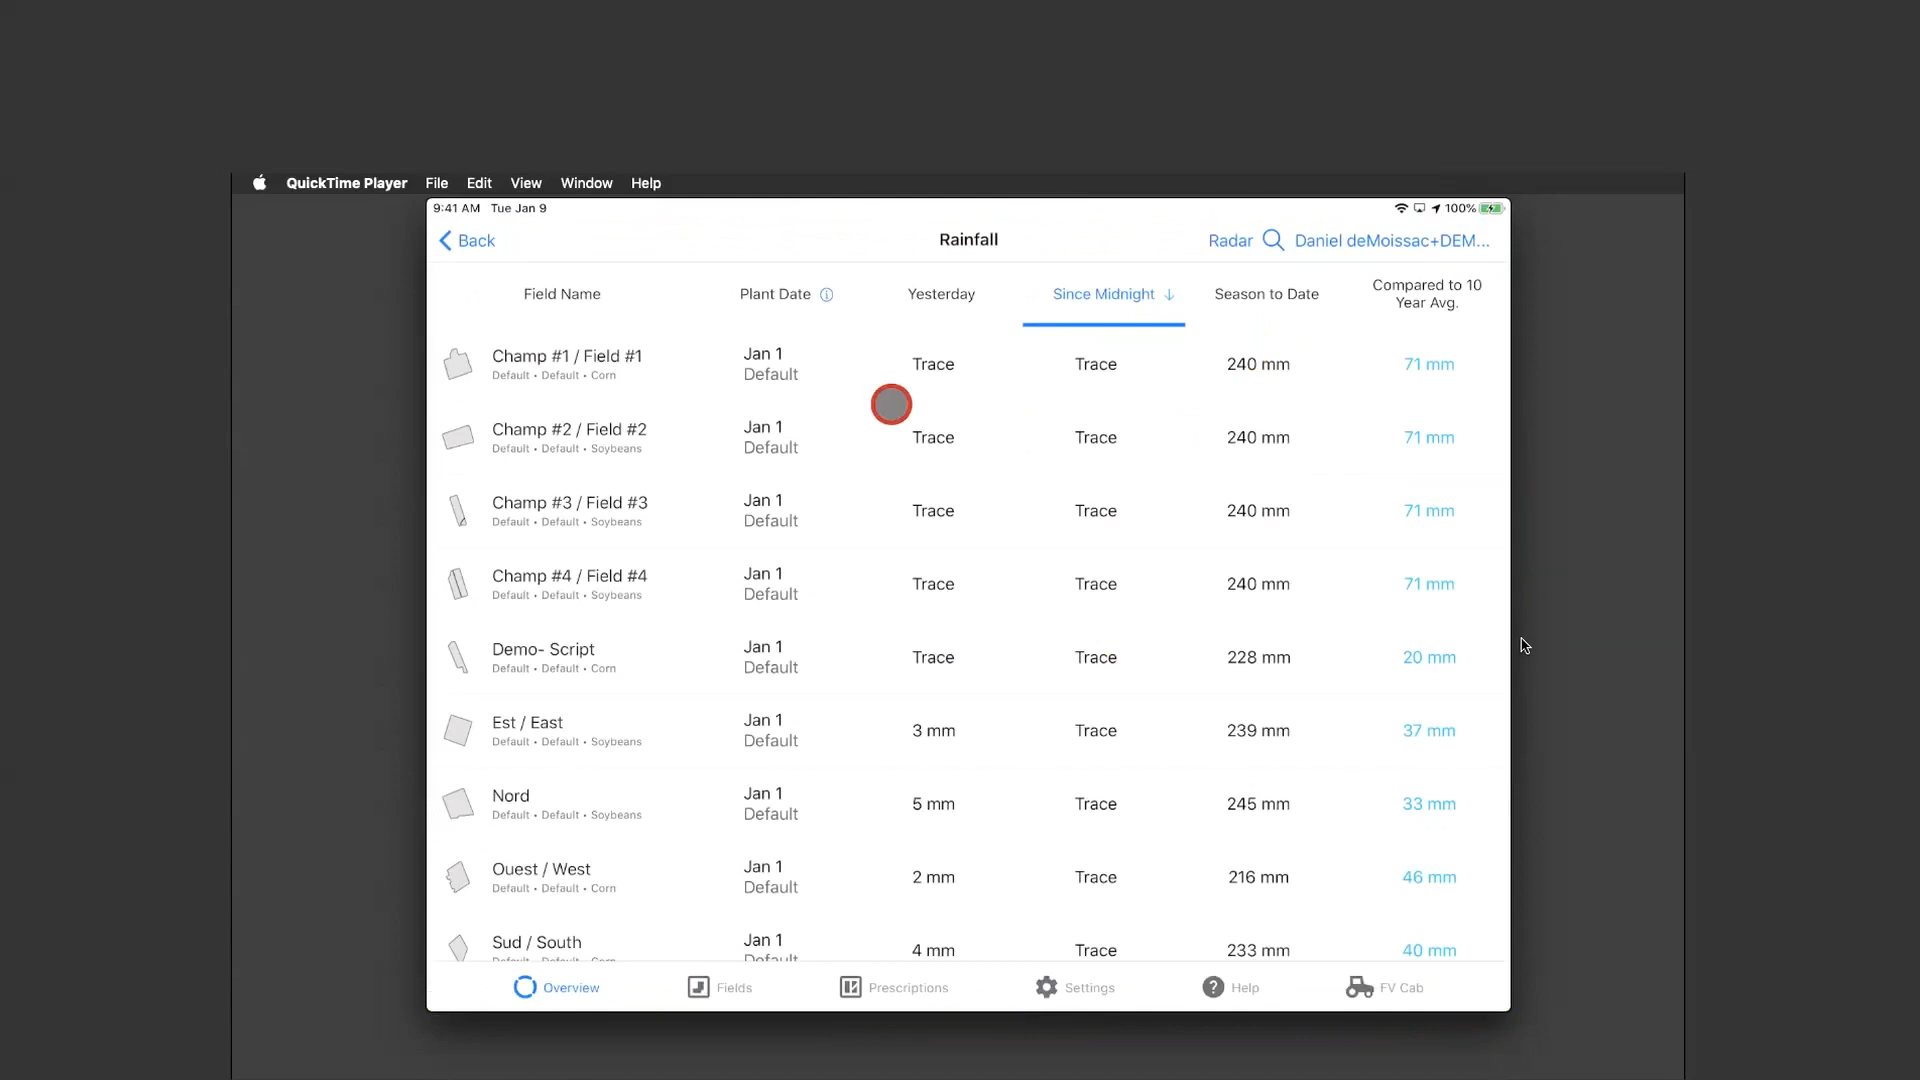 QuickTime Player File Edit View Window Help
9:41 AM Tue Jan 9 100%
Back Rainfall Radar Daniel deMoissac+DEM...
Field Name Plant Date Yesterday Since Midnight ↓ Season to Date Compared to 10
Year Avg.
Champ #1 / Field #1 Jan 1 Trace Trace 240 mm 71 mm
Default • Default • Corn Default
Champ #2 / Field #2 Jan 1 Trace Trace 240 mm 71 mm
Default • Default • Soybeans Default
Champ #3 / Field #3 Jan 1 Trace Trace 240 mm 71 mm
Default • Default • Soybeans Default
Champ #4 / Field #4 Jan 1 Trace Trace 240 mm 71 mm
Default • Default • Soybeans Default
Demo- Script Jan 1 Trace Trace 228 mm 20 mm
Default • Default • Corn Default
Est / East Jan 1 3 mm Trace 239 mm 37 mm
Default • Default • Soybeans Default
Nord Jan 1 5 mm Trace 245 mm 33 mm
Default • Default • Soybeans Default
Ouest / West Jan 1 2 mm Trace 216 mm 46 mm
Default • Default • Corn Default
Sud / South Jan 1 4 mm Trace 233 mm 40 mm
Default • Default • Corn Default
Overview Fields Prescriptions Settings Help FV Cab